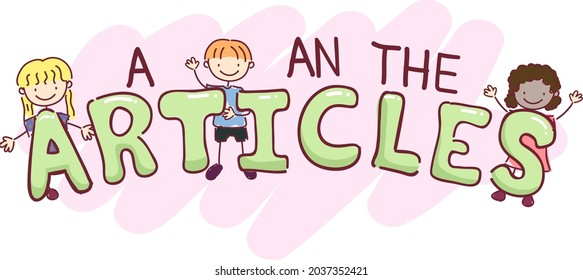 A AN THE
ARTICLES
shutterstock.com · 2037352421